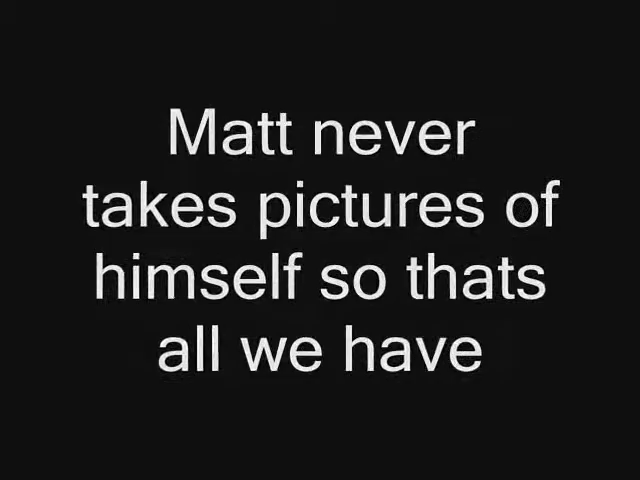 Matt never
takes pictures of
himself so thats
all we have